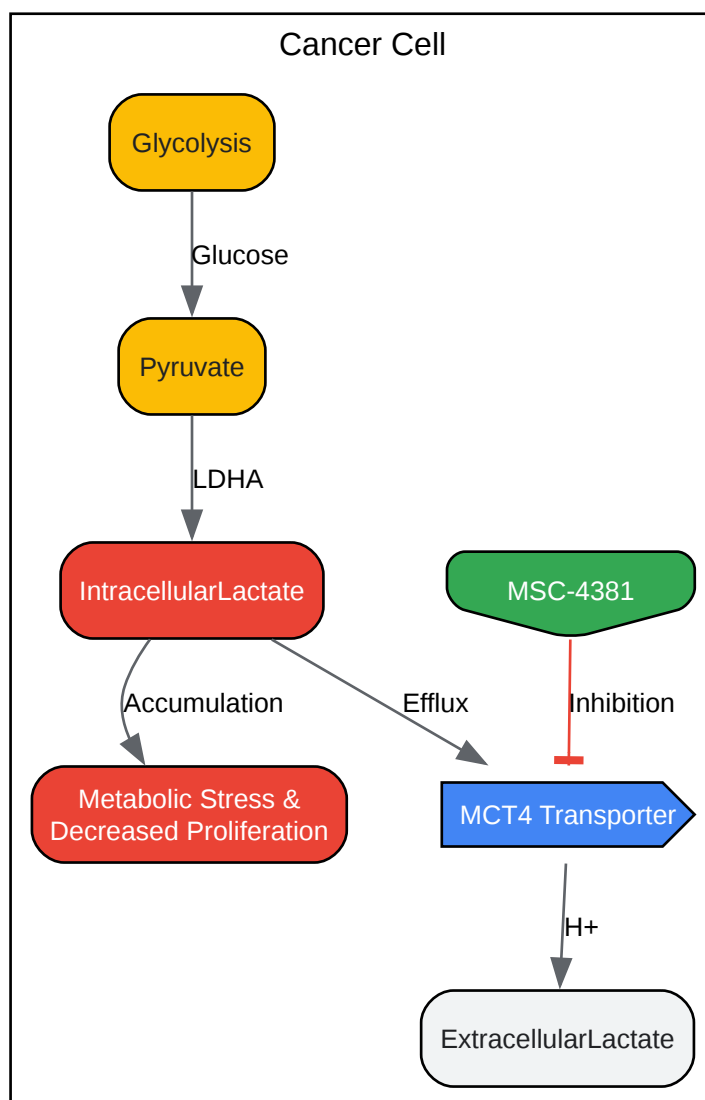 Cancer Cell
Glycolysis
Glucose
Pyruvate
LDHA
IntracellularLactate
MSC-4381
Accumulation
Efflux
Inhibition
Metabolic Stress &
Decreased Proliferation
MCT4 Transporter
H+
ExtracellularLactate